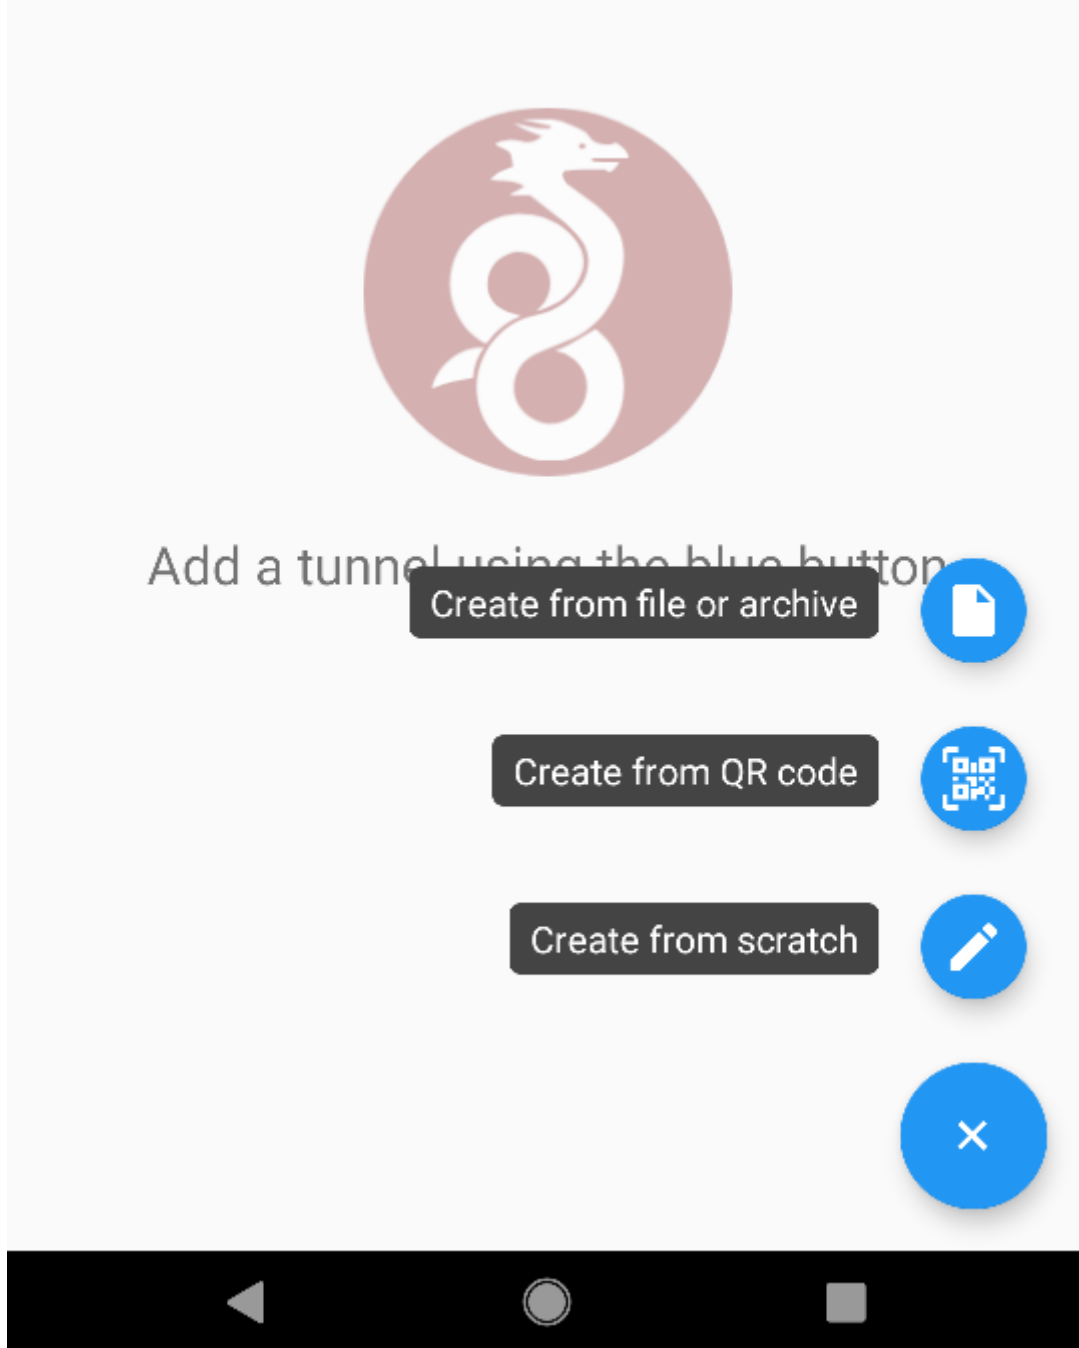 Add a tunnel using the blue button
Create from file or archive
Create from QR code
Create from scratch